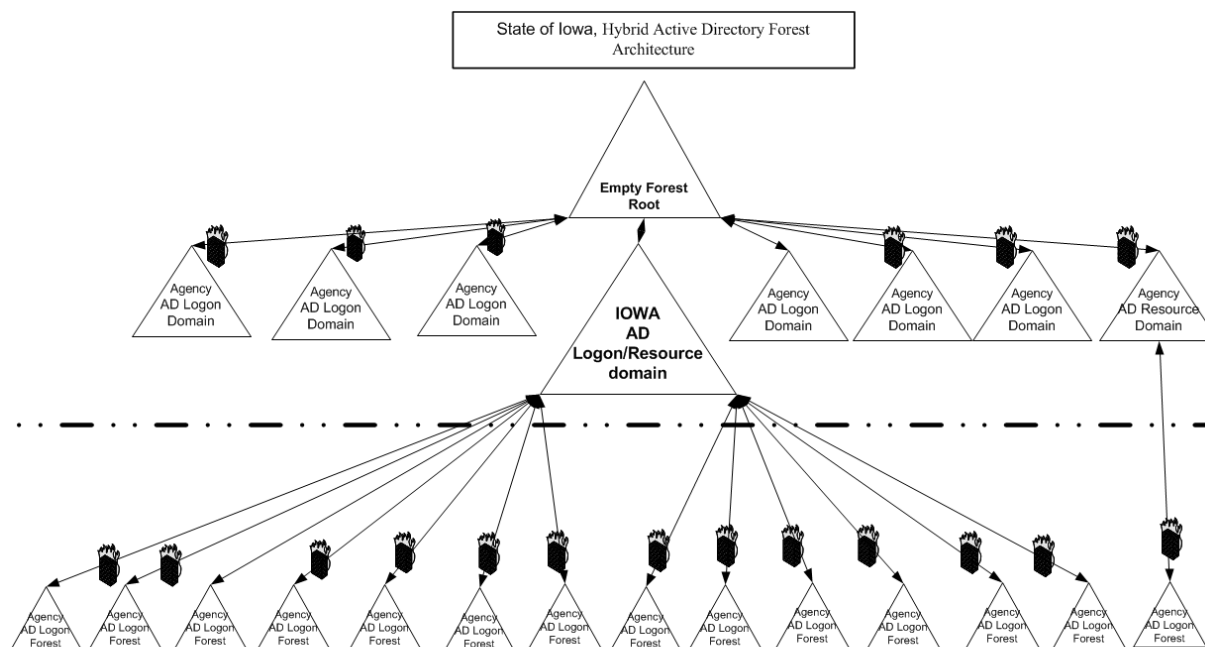 State of Iowa, Hybrid Active Directory Forest
Architecture
Empty Forest
Root
Agency
AD Logon
Domain
Agency
AD Logon
Domain
Agency
AD Logon
Domain
IOWA
AD
Logon/Resource
domain
Agency
AD Logon
Domain
Agency
AD Logon
Domain
Agency
AD Logon
Domain
Agency
AD Resource
Domain
Agency
AD Logon
Forest
Agency
AD Logon
Forest
Agency
AD Logon
Forest
Agency
AD Logon
Forest
Agency
AD Logon
Forest
Agency
AD Logon
Forest
Agency
AD Logon
Forest
Agency
AD Logon
Forest
Agency
AD Logon
Forest
Agency
AD Logon
Forest
Agency
AD Logon
Forest
Agency
AD Logon
Forest
Agency
AD Logon
Forest
Agency
AD Logon
Forest